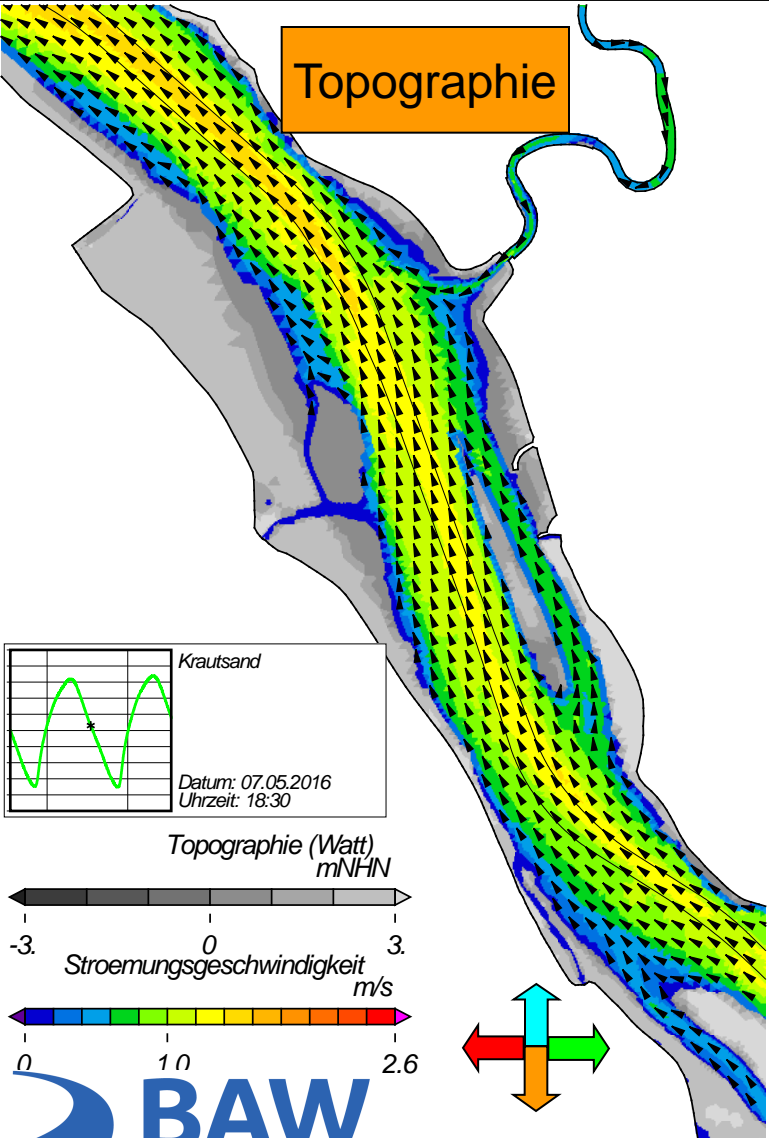 Topographie
Krautsand
Datum: 07.05.2016
Uhrzeit: 18:30
Topographie (Watt)
mNHN
-3. 0 3.
Stroemungsgeschwindigkeit
m/s
0 1.0 2.6
BAW